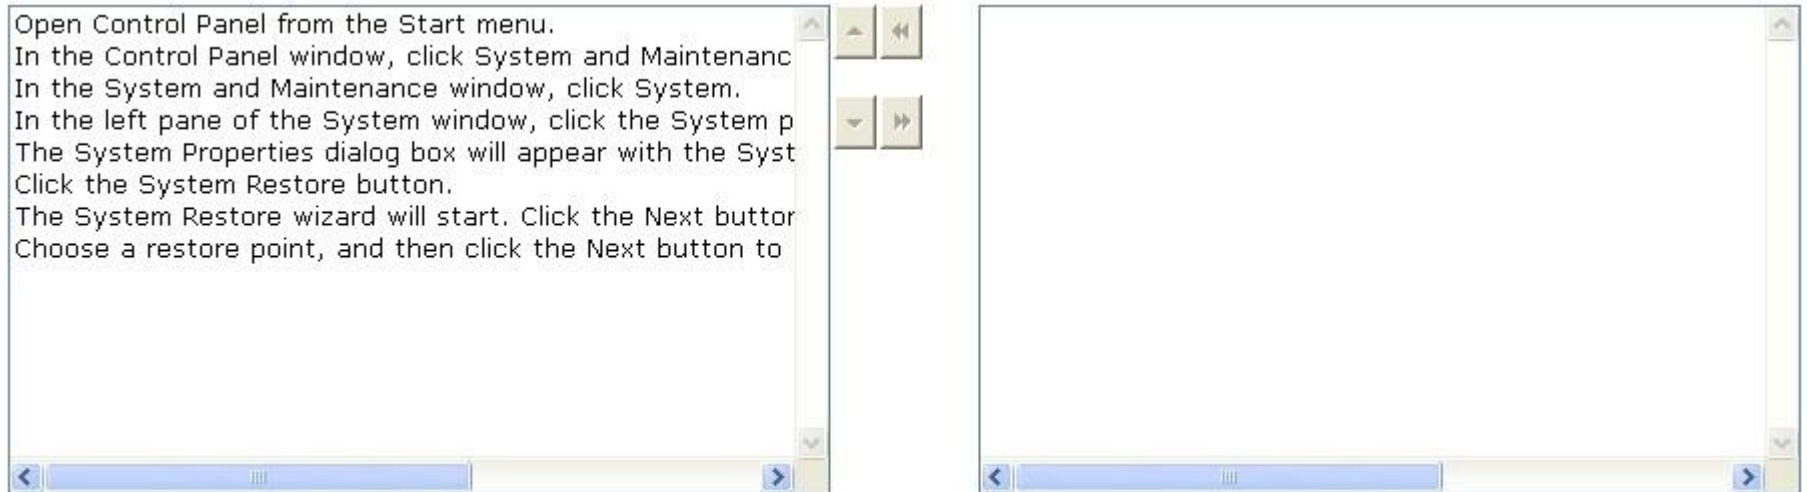 Open Control Panel from the Start menu.
In the Control Panel window, click System and Maintenanc
In the System and Maintenance window, click System.
In the left pane of the System window, click the System p
The System Properties dialog box will appear with the Syst
Click the System Restore button.
The System Restore wizard will start. Click the Next button
Choose a restore point, and then click the Next button to